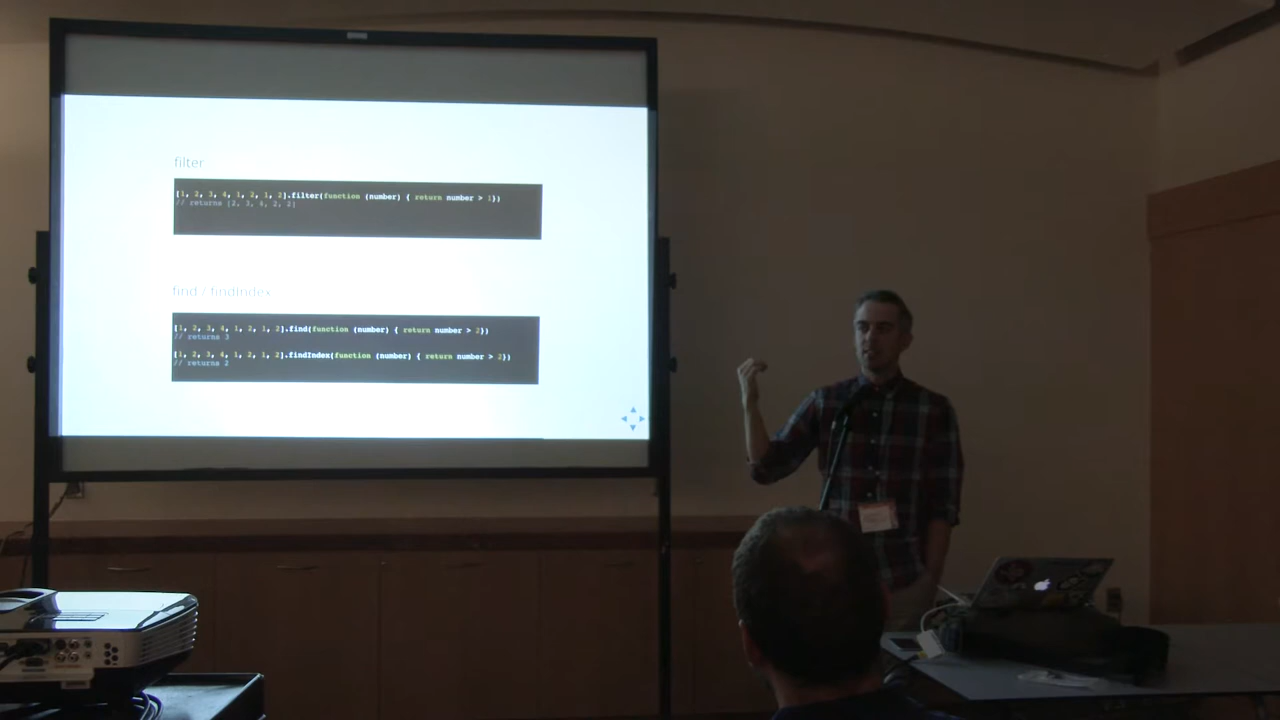 filter
[1, 2, 3, 4, 1, 2, 1, 2].filter(function (number) { return number > 1})
// returns [2, 3, 4, 2, 2]
find / findIndex
[1, 2, 3, 4, 1, 2, 1, 2].find(function (number) { return number > 2})
// returns 3
[1, 2, 3, 4, 1, 2, 1, 2].findIndex(function (number) { return number > 2})
// returns 2